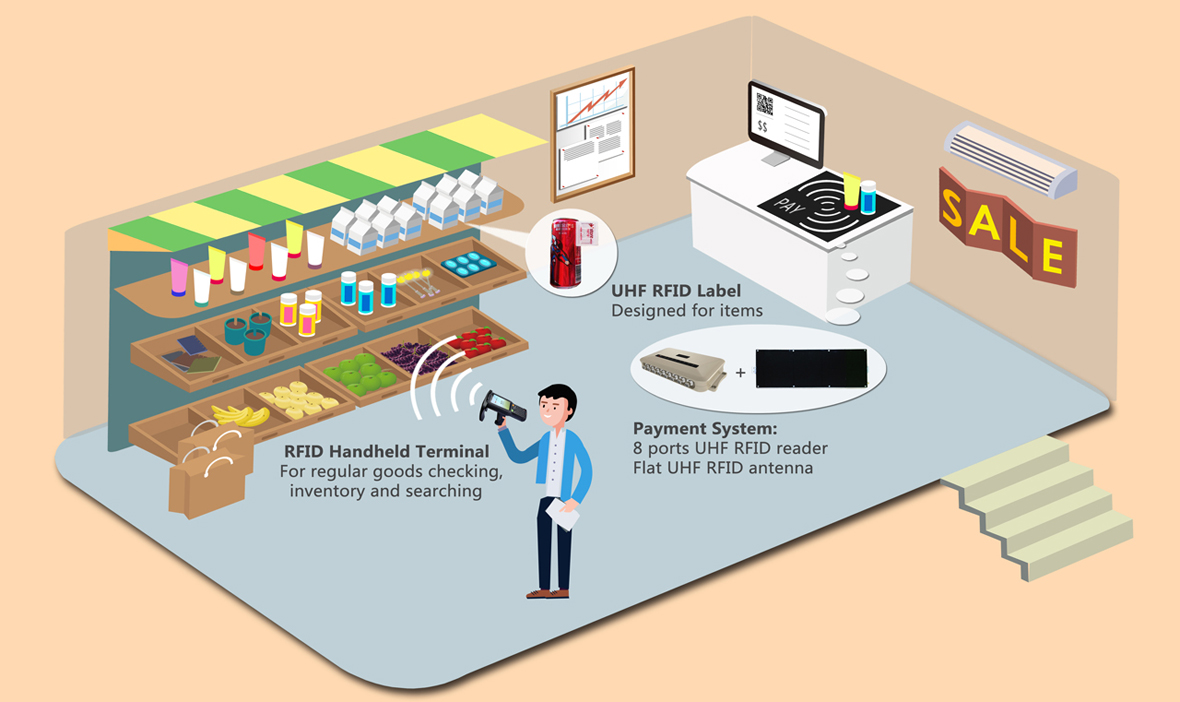 $$
PAY
SALE
UHF RFID Label
Designed for items
+
Payment System:
8 ports UHF RFID reader
Flat UHF RFID antenna
RFID Handheld Terminal
For regular goods checking,
inventory and searching